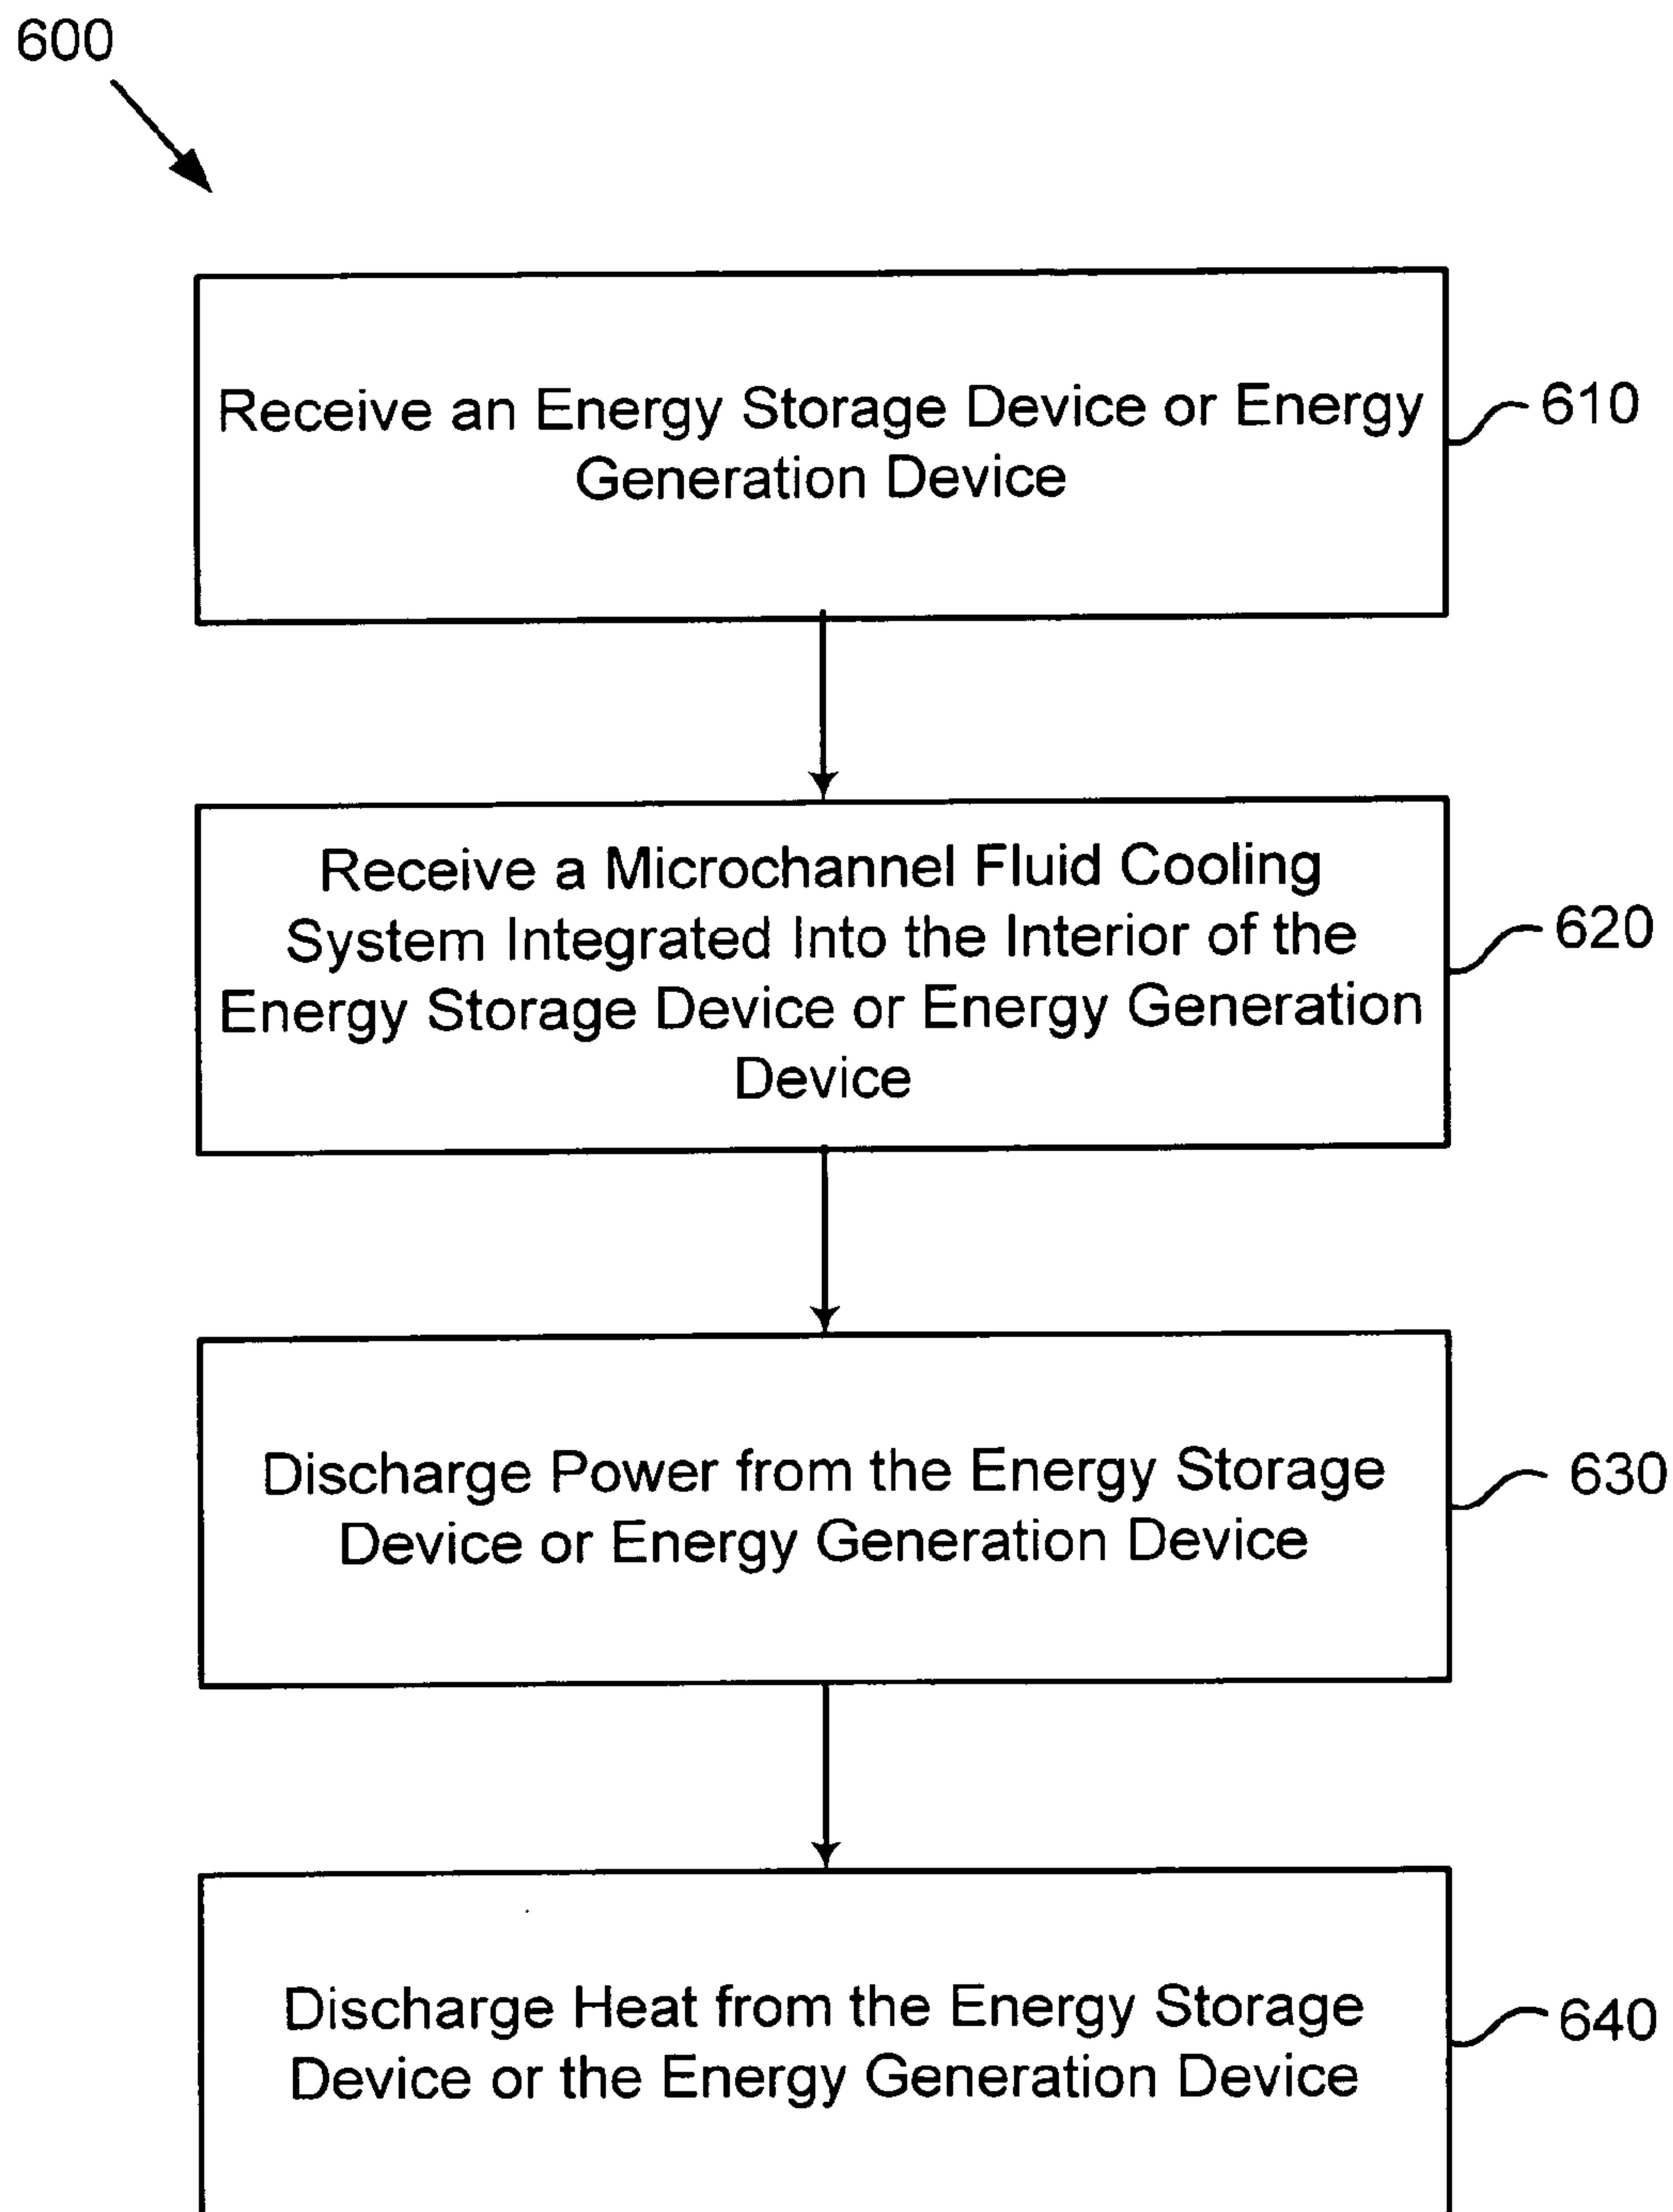 600
Receive an Energy Storage Device or Energy
Generation Device
610
Receive a Microchannel Fluid Cooling
System Integrated Into the Interior of the
Energy Storage Device or Energy Generation
Device
620
Discharge Power from the Energy Storage
Device or Energy Generation Device
630
Discharge Heat from the Energy Storage
Device or the Energy Generation Device
640